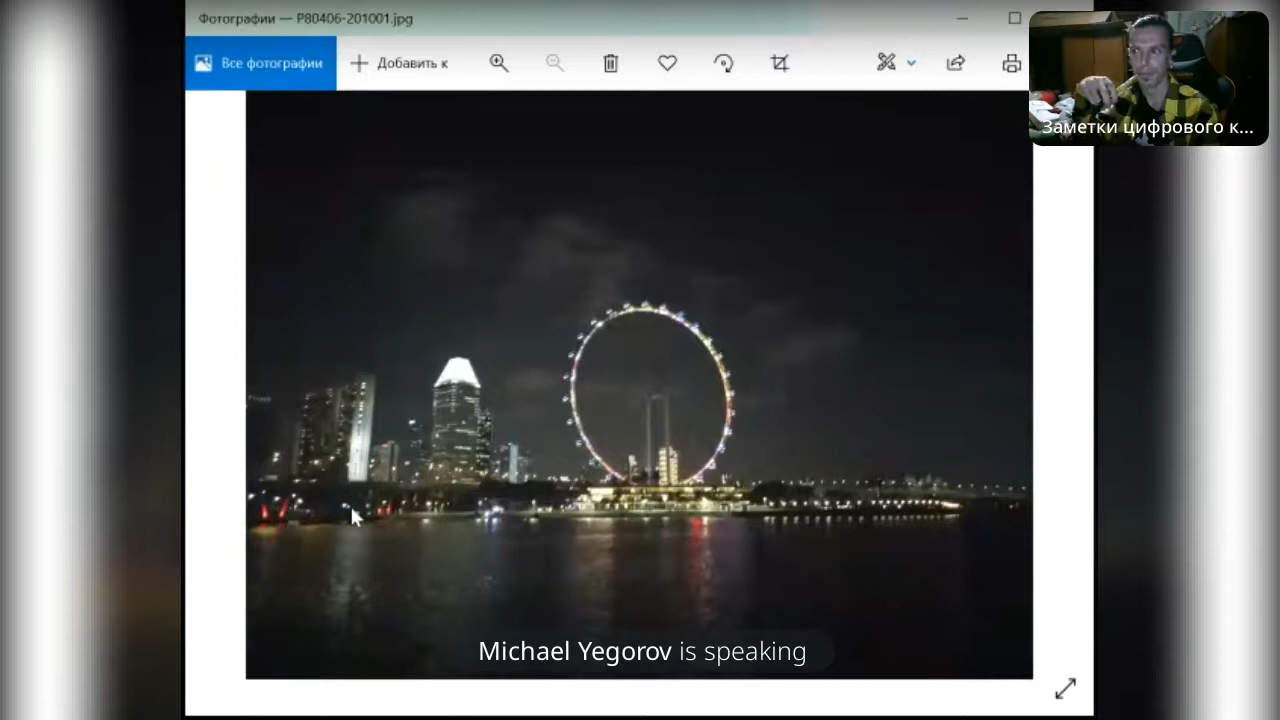 Фотографии — P80406-201001.jpg
Все фотографии
Добавить к
Заметки цифрового к...
Michael Yegorov is speaking